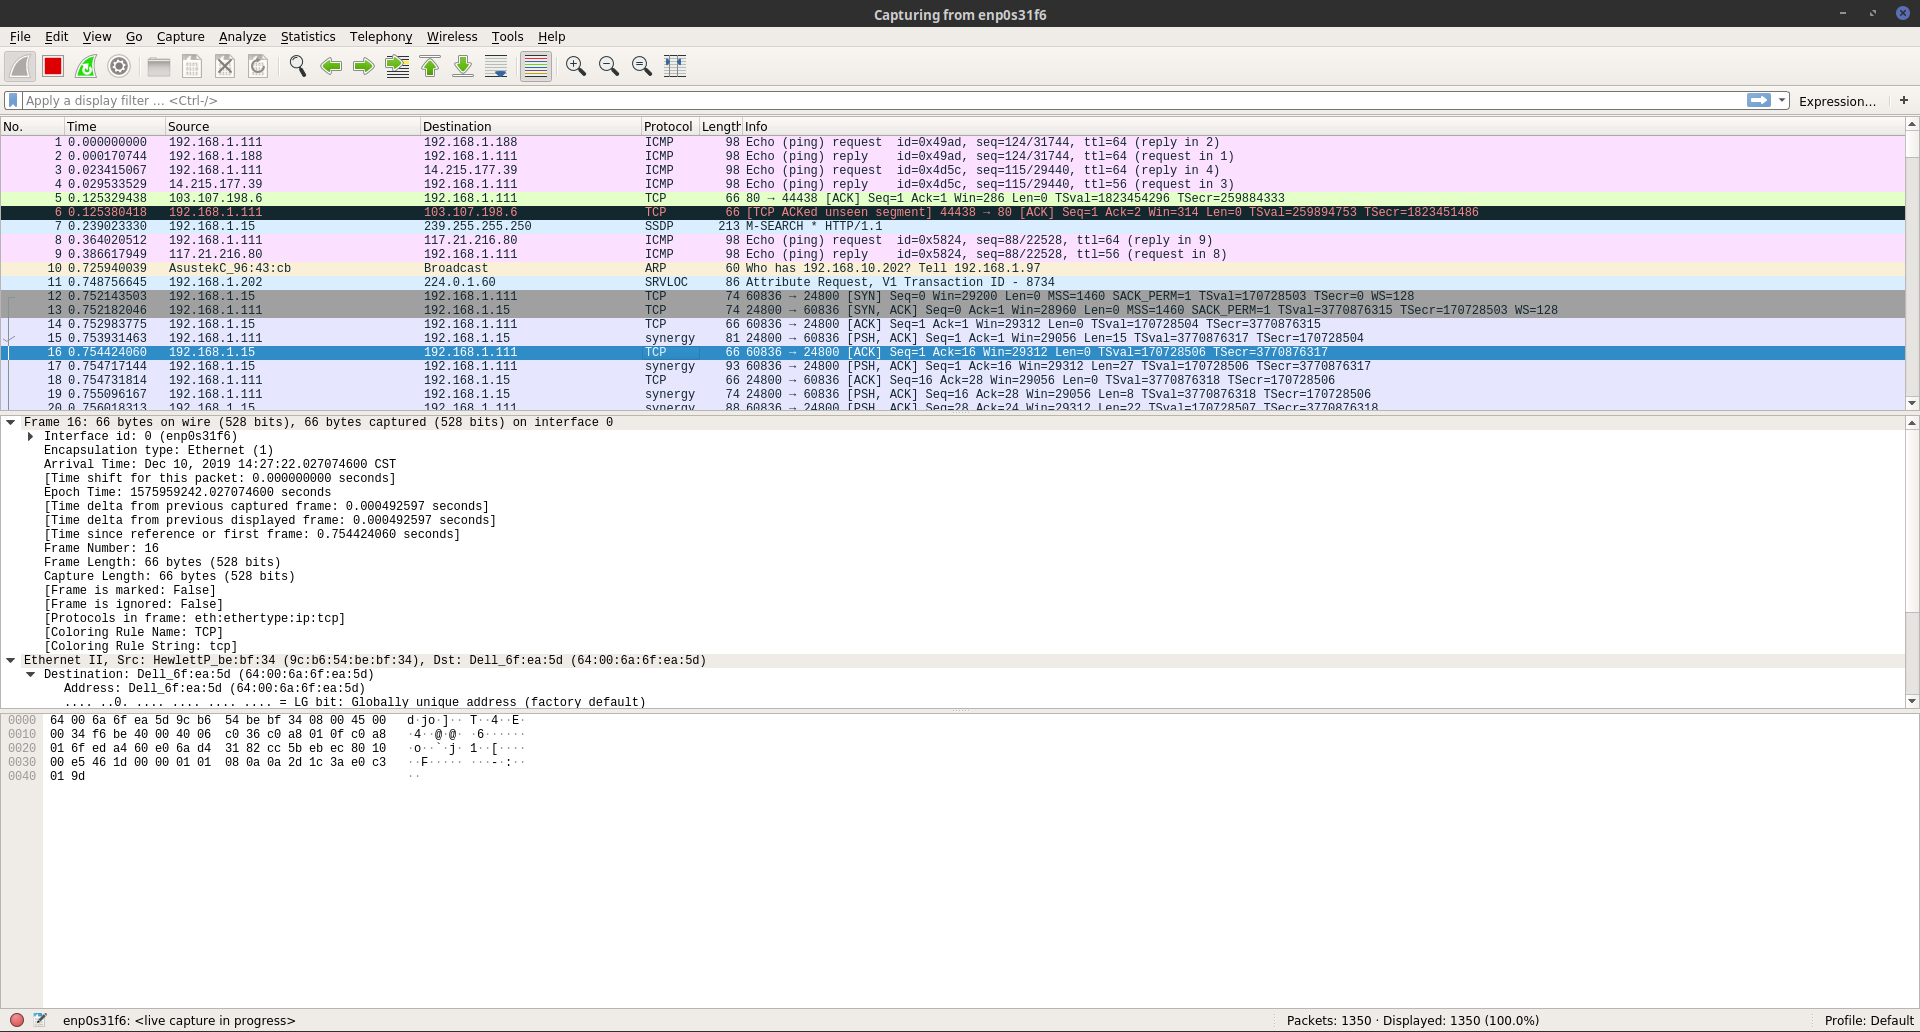 Capturing from enp0s31f6
File Edit View Go Capture Analyze Statistics Telephony Wireless Tools Help
Apply a display filter ... <Ctrl-/> Expression... +
No. Time Source Destination Protocol Length Info
1 0.000000000 192.168.1.111 192.168.1.188 ICMP 98 Echo (ping) request id=0x49ad, seq=124/31744, ttl=64 (reply in 2)
2 0.000170744 192.168.1.188 192.168.1.111 ICMP 98 Echo (ping) reply id=0x49ad, seq=124/31744, ttl=64 (request in 1)
3 0.023415067 192.168.1.111 14.215.177.39 ICMP 98 Echo (ping) request id=0x4d5c, seq=115/29440, ttl=64 (reply in 4)
4 0.029533529 14.215.177.39 192.168.1.111 ICMP 98 Echo (ping) reply id=0x4d5c, seq=115/29440, ttl=56 (request in 3)
5 0.125329438 103.107.198.6 192.168.1.111 TCP 66 80 → 44438 [ACK] Seq=1 Ack=1 Win=286 Len=0 TSval=1823454296 TSecr=259884333
6 0.125380418 192.168.1.111 103.107.198.6 TCP 66 [TCP ACKed unseen segment] 44438 → 80 [ACK] Seq=1 Ack=2 Win=314 Len=0 TSval=259894753 TSecr=1823451486
7 0.239023330 192.168.1.15 239.255.255.250 SSDP 213 M-SEARCH * HTTP/1.1
8 0.364020512 192.168.1.111 117.21.216.80 ICMP 98 Echo (ping) request id=0x5824, seq=88/22528, ttl=64 (reply in 9)
9 0.386617949 117.21.216.80 192.168.1.111 ICMP 98 Echo (ping) reply id=0x5824, seq=88/22528, ttl=56 (request in 8)
10 0.725940039 AsustekC_96:43:cb Broadcast ARP 60 Who has 192.168.10.202? Tell 192.168.1.97
11 0.748756645 192.168.1.202 224.0.1.60 SRVLOC 86 Attribute Request, V1 Transaction ID - 8734
12 0.752143503 192.168.1.15 192.168.1.111 TCP 74 60836 → 24800 [SYN] Seq=0 Win=29200 Len=0 MSS=1460 SACK_PERM=1 TSval=170728503 TSecr=0 WS=128
13 0.752182046 192.168.1.111 192.168.1.15 TCP 74 24800 → 60836 [SYN, ACK] Seq=0 Ack=1 Win=28960 Len=0 MSS=1460 SACK_PERM=1 TSval=3770876315 TSecr=170728503 WS=128
14 0.752983775 192.168.1.15 192.168.1.111 TCP 66 60836 → 24800 [ACK] Seq=1 Ack=1 Win=29312 Len=0 TSval=170728504 TSecr=3770876315
15 0.753931463 192.168.1.111 192.168.1.15 synergy 81 24800 → 60836 [PSH, ACK] Seq=1 Ack=1 Win=29056 Len=15 TSval=3770876317 TSecr=170728504
16 0.754424060 192.168.1.15 192.168.1.111 TCP 66 60836 → 24800 [ACK] Seq=1 Ack=16 Win=29312 Len=0 TSval=170728506 TSecr=3770876317
17 0.754717144 192.168.1.15 192.168.1.111 synergy 93 60836 → 24800 [PSH, ACK] Seq=1 Ack=16 Win=29312 Len=27 TSval=170728506 TSecr=3770876317
18 0.754731814 192.168.1.111 192.168.1.15 TCP 66 24800 → 60836 [ACK] Seq=16 Ack=28 Win=29056 Len=0 TSval=3770876318 TSecr=170728506
19 0.755096167 192.168.1.111 192.168.1.15 synergy 74 24800 → 60836 [PSH, ACK] Seq=16 Ack=28 Win=29056 Len=8 TSval=3770876318 TSecr=170728506
20 0.756018313 192.168.1.15 192.168.1.111 synergy 88 60836 → 24800 [PSH, ACK] Seq=28 Ack=24 Win=29312 Len=22 TSval=170728507 TSecr=3770876318
Frame 16: 66 bytes on wire (528 bits), 66 bytes captured (528 bits) on interface 0
Interface id: 0 (enp0s31f6)
Encapsulation type: Ethernet (1)
Arrival Time: Dec 10, 2019 14:27:22.027074600 CST
[Time shift for this packet: 0.000000000 seconds]
Epoch Time: 1575959242.027074600 seconds
[Time delta from previous captured frame: 0.000492597 seconds]
[Time delta from previous displayed frame: 0.000492597 seconds]
[Time since reference or first frame: 0.754424060 seconds]
Frame Number: 16
Frame Length: 66 bytes (528 bits)
Capture Length: 66 bytes (528 bits)
[Frame is marked: False]
[Frame is ignored: False]
[Protocols in frame: eth:ethertype:ip:tcp]
[Coloring Rule Name: TCP]
[Coloring Rule String: tcp]
Ethernet II, Src: HewlettP_be:bf:34 (9c:b6:54:be:bf:34), Dst: Dell_6f:ea:5d (64:00:6a:6f:ea:5d)
Destination: Dell_6f:ea:5d (64:00:6a:6f:ea:5d)
Address: Dell_6f:ea:5d (64:00:6a:6f:ea:5d)
.... ..0. .... .... .... .... = LG bit: Globally unique address (factory default)
0000 64 00 6a 6f ea 5d 9c b6 54 be bf 34 08 00 45 00 d·jo·]·· T··4··E·
0010 00 34 f6 be 40 00 40 06 c0 36 c0 a8 01 0f c0 a8 ·4··@·@· ·6······
0020 01 6f ed a4 60 e0 6a d4 31 82 cc 5b eb ec 80 10 ·o··`·j· 1··[····
0030 00 e5 46 1d 00 00 01 01 08 0a 0a 2d 1c 3a e0 c3 ··F····· ···-·:··
0040 01 9d ··
enp0s31f6: <live capture in progress> Packets: 1350 · Displayed: 1350 (100.0%) Profile: Default